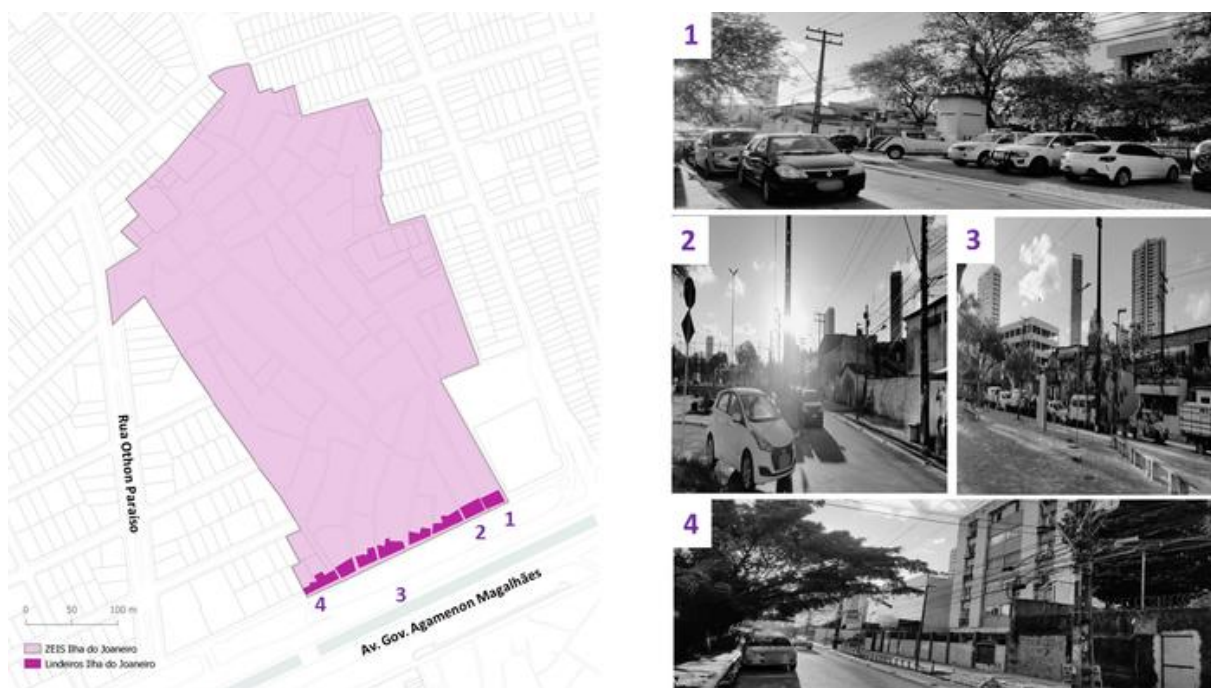 Rua Othon Paraíso
1
2
3
4
Av. Gov. Agamenon Magalhães
0 50 100 m
ZEIS Ilha do Joaneiro
Lindeiros Ilha do Joaneiro
1
2
3
4